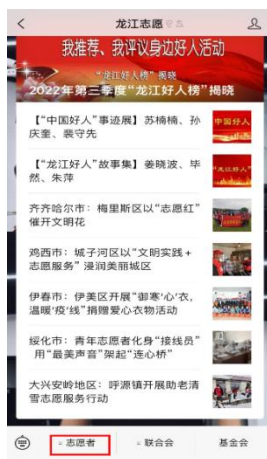 龙江志愿
我推荐、我评议身边好人活动
“龙江好人榜”揭晓
2022年第三季度“龙江好人榜”揭晓
【“中国好人”事迹展】苏楠楠、孙
庆奎、裴守先
中国好人
【“龙江好人”故事集】姜晓波、毕
然、朱萍
齐齐哈尔市：梅里斯区以“志愿红”
催开文明花
鸡西市：城子河区以“文明实践+
志愿服务” 浸润美丽城区
伊春市：伊美区开展“御寒‘心’衣,
温暖‘疫’线”捐赠爱心衣物活动
绥化市：青年志愿者化身“接线员”
用“最美声音”架起“连心桥”
大兴安岭地区：呼源镇开展助老清
雪志愿服务行动
志愿者
联合会
基金会